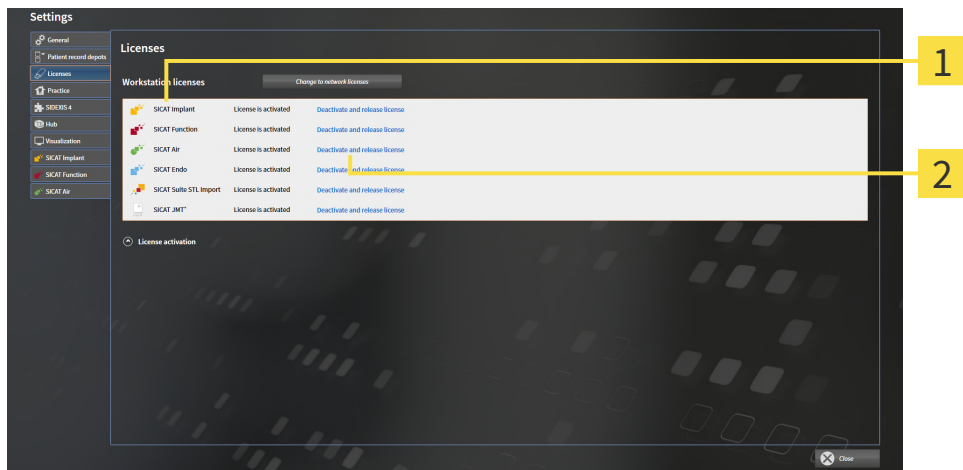 Settings
General
Patient record depots
Licenses
Practice
SIDEXIS 4
Hub
Visualization
SICAT Implant
SICAT Function
SICAT Air
Licenses
Workstation licenses Change to network licenses
SICAT Implant License is activated Deactivate and release license
SICAT Function License is activated Deactivate and release license
SICAT Air License is activated Deactivate and release license
SICAT Endo License is activated Deactivate and release license
SICAT Suite STL Import License is activated Deactivate and release license
SICAT JMT⁺ License is activated Deactivate and release license
License activation
Close
1
2